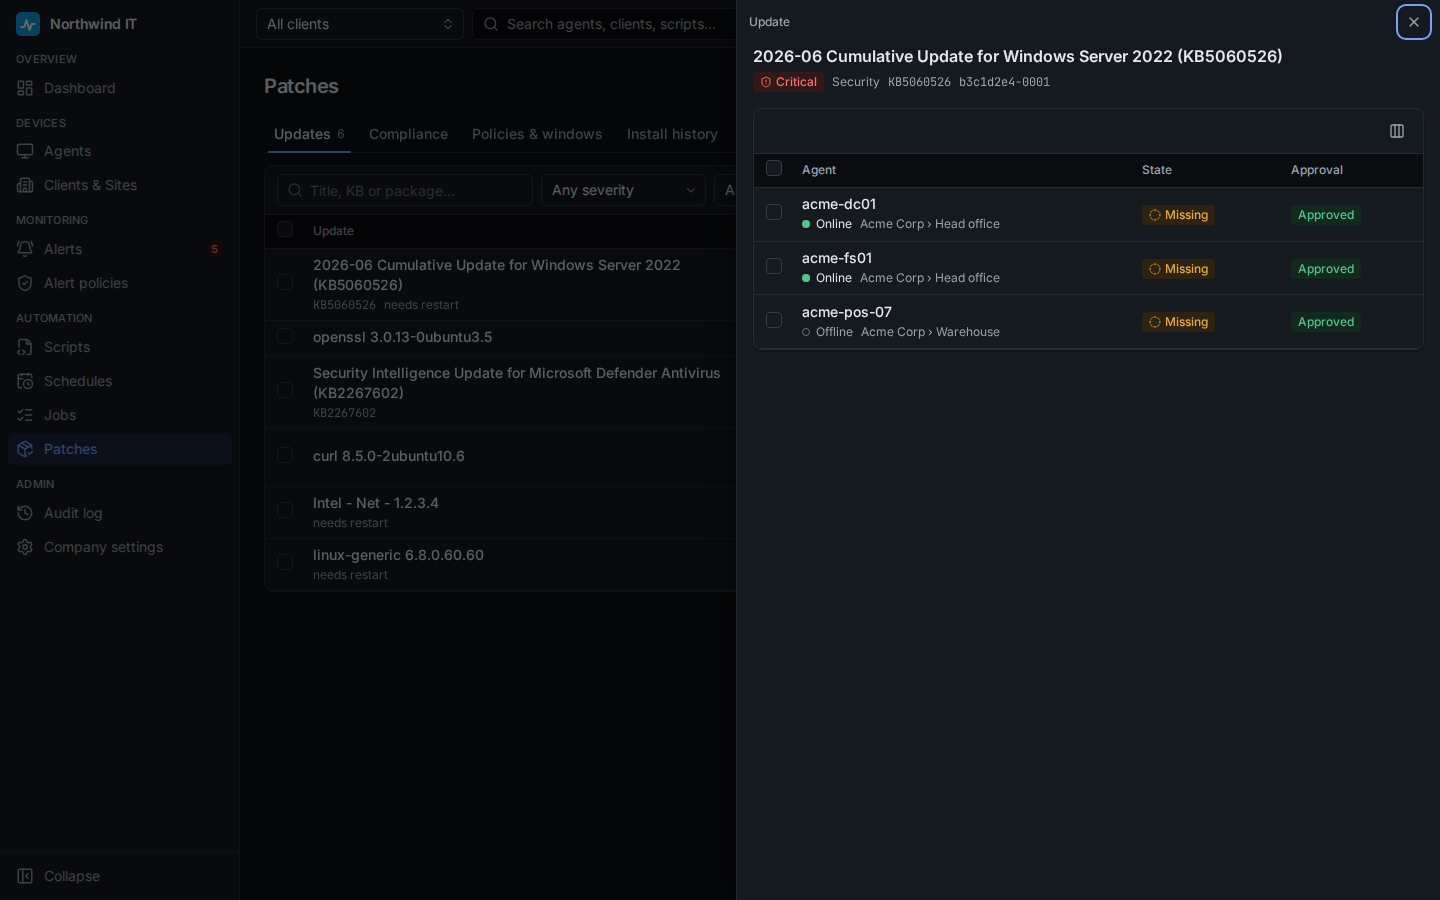 Northwind IT
OVERVIEW
Dashboard
DEVICES
Agents
Clients & Sites
MONITORING
Alerts 5
Alert policies
AUTOMATION
Scripts
Schedules
Jobs
Patches
ADMIN
Audit log
Company settings
Collapse
All clients
Search agents, clients, scripts...
Patches
Updates 6 Compliance Policies & windows Install history
Title, KB or package... Any severity A
Update
2026-06 Cumulative Update for Windows Server 2022
(KB5060526)
KB5060526 needs restart
openssl 3.0.13-0ubuntu3.5
Security Intelligence Update for Microsoft Defender Antivirus
(KB2267602)
KB2267602
curl 8.5.0-2ubuntu10.6
Intel - Net - 1.2.3.4
needs restart
linux-generic 6.8.0.60.60
needs restart
Update
2026-06 Cumulative Update for Windows Server 2022 (KB5060526)
Critical Security KB5060526 b3c1d2e4-0001
Agent State Approval
acme-dc01
Online Acme Corp › Head office Missing Approved
acme-fs01
Online Acme Corp › Head office Missing Approved
acme-pos-07
Offline Acme Corp › Warehouse Missing Approved